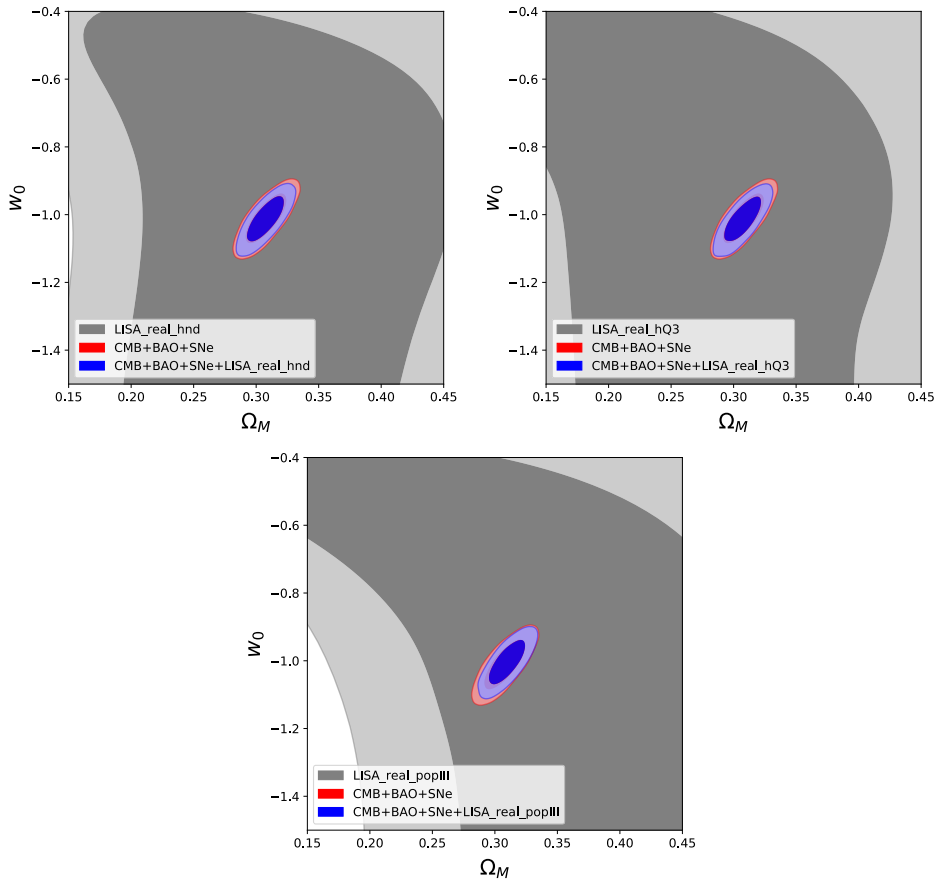 −0.4
−0.6
−0.8
−1.0
−1.2
−1.4
w0
0.15 0.20 0.25 0.30 0.35 0.40 0.45
ΩM
LISA_real_hnd
CMB+BAO+SNe
CMB+BAO+SNe+LISA_real_hnd
−0.4
−0.6
−0.8
−1.0
−1.2
−1.4
w0
0.15 0.20 0.25 0.30 0.35 0.40 0.45
ΩM
LISA_real_hQ3
CMB+BAO+SNe
CMB+BAO+SNe+LISA_real_hQ3
−0.4
−0.6
−0.8
−1.0
−1.2
−1.4
w0
0.15 0.20 0.25 0.30 0.35 0.40 0.45
ΩM
LISA_real_popIII
CMB+BAO+SNe
CMB+BAO+SNe+LISA_real_popIII